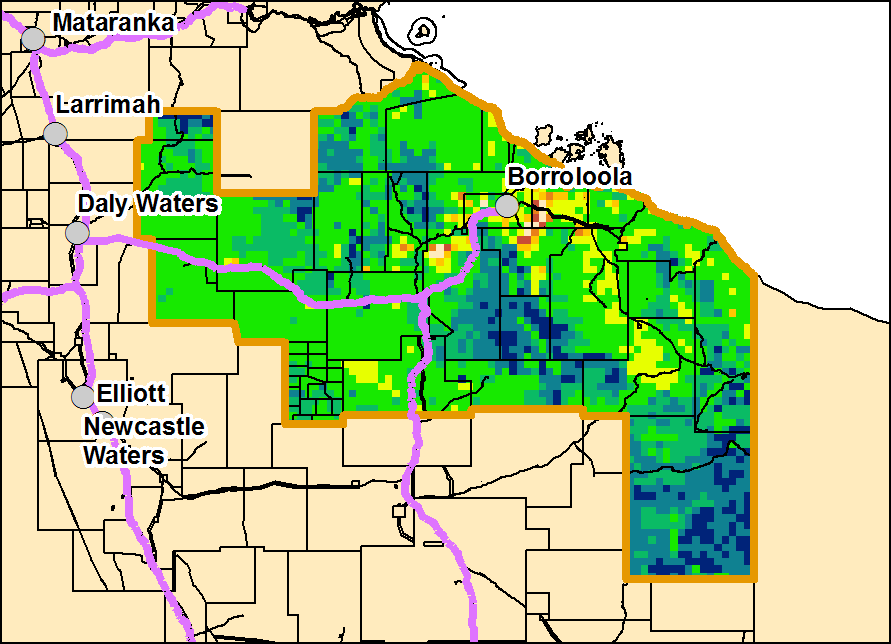 Mataranka
Larrimah
Borroloola
Daly Waters
Elliott
Newcastle
Waters